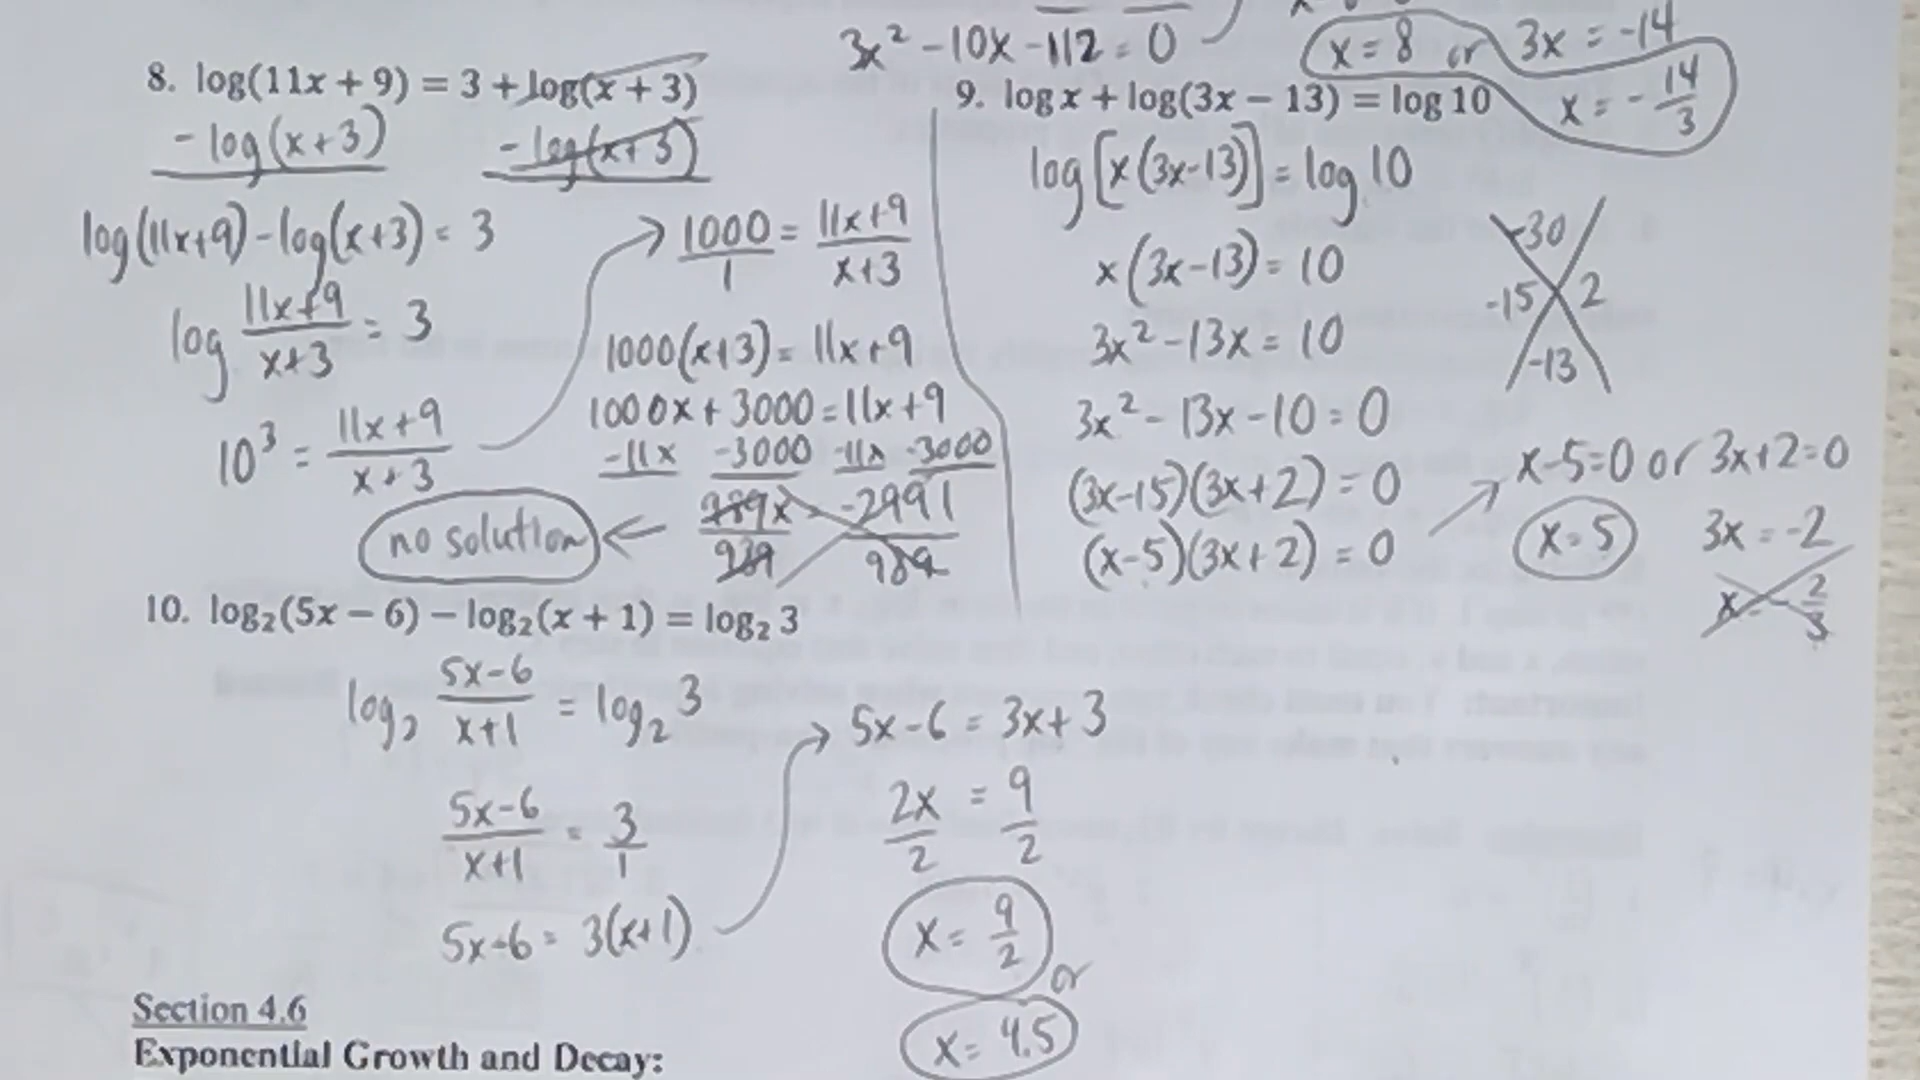 3x² - 10x - 112 = 0
x = 8 or 3x = -14
x = - 14/3
8. log(11x + 9) = 3 + log(x + 3)
- log(x+3) - log(x+3)
log(11x+9) - log(x+3) = 3
log 11x+9/x+3 = 3
10³ = 11x+9/x+3
→ 1000/1 = 11x+9/x+3
1000(x+3) = 11x+9
1000x + 3000 = 11x+9
-11x -3000 -11x -3000
989x/989 = -2991/989
no solution ←
9. log x + log(3x − 13) = log 10
log[x(3x-13)] = log 10
x(3x-13) = 10
3x² - 13x = 10
3x² - 13x - 10 = 0
(3x-15)(3x+2) = 0
(x-5)(3x+2) = 0
-30
-15 2
-13
x-5=0 or 3x+2=0
x = 5 3x = -2
x = - 2/3
10. log₂(5x − 6) − log₂(x + 1) = log₂ 3
log₂ 5x-6/x+1 = log₂ 3
5x-6/x+1 = 3/1
5x-6 = 3(x+1)
→ 5x-6 = 3x+3
2x/2 = 9/2
x = 9/2
or
x = 4.5
Section 4.6
Exponential Growth and Decay: